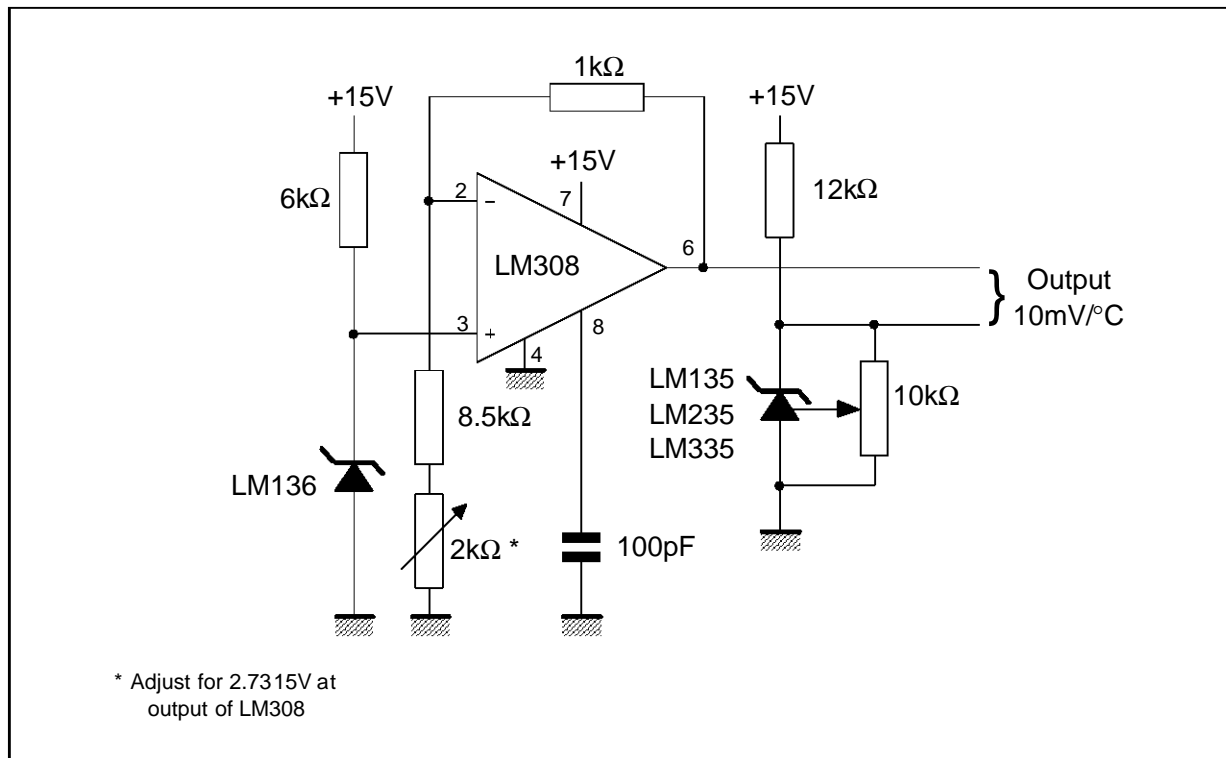 1kΩ
+15V
+15V
+15V
6kΩ
2
−
7
12kΩ
LM308
6
Output
10mV/°C
3
+
8
4
LM135
LM235
LM335
10kΩ
8.5kΩ
LM136
2kΩ *
100pF
* Adjust for 2.7315V at
output of LM308